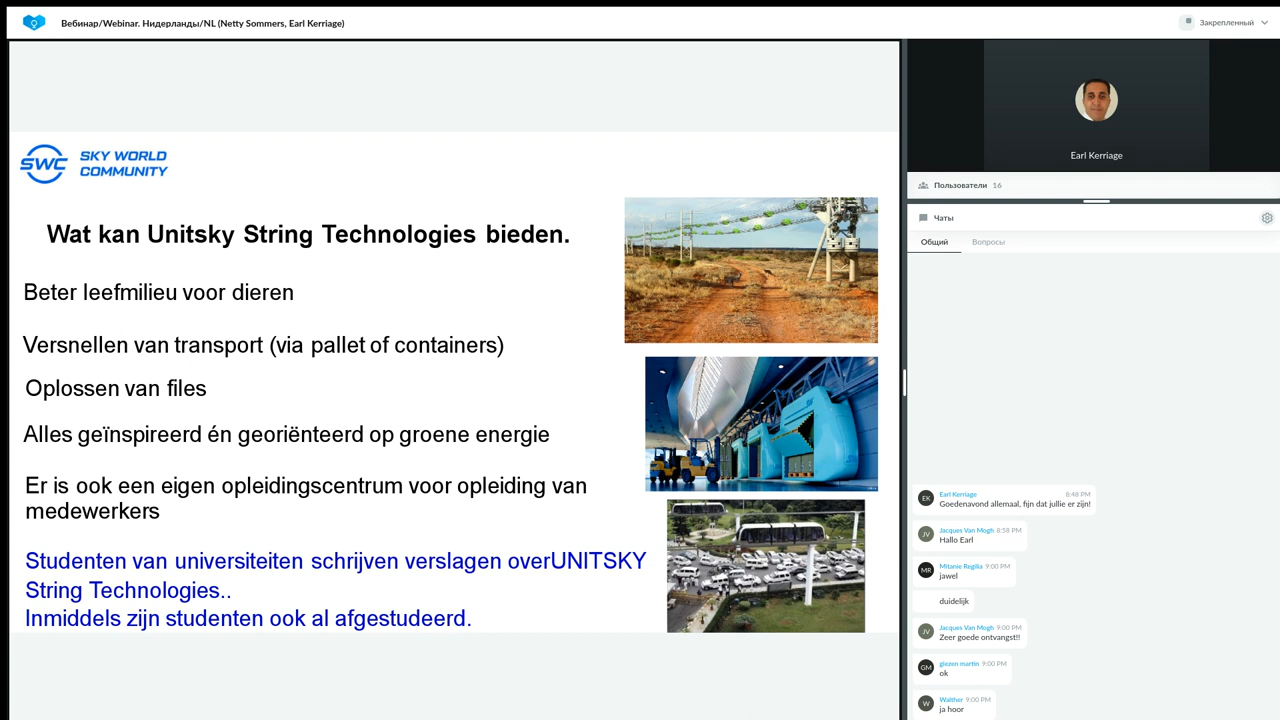 Вебинар/Webinar. Нидерланды/NL (Netty Sommers, Earl Kerriage)
Закрепленный
SWC SKY WORLD
COMMUNITY
Wat kan Unitsky String Technologies bieden.
Beter leefmilieu voor dieren
Versnellen van transport (via pallet of containers)
Oplossen van files
Alles geïnspireerd én georiënteerd op groene energie
Er is ook een eigen opleidingscentrum voor opleiding van
medewerkers
Studenten van universiteiten schrijven verslagen overUNITSKY
String Technologies..
Inmiddels zijn studenten ook al afgestudeerd.
Earl Kerriage
Пользователи 16
Чаты
Общий Вопросы
EK Earl Kerriage 8:48 PM
Goedenavond allemaal, fijn dat jullie er zijn!
JV Jacques Van Mogh 8:58 PM
Hallo Earl
MR Mitanie Regilia 9:00 PM
jawel
duidelijk
JV Jacques Van Mogh 9:00 PM
Zeer goede ontvangst!!
GM giezen martin 9:00 PM
ok
W Walther 9:00 PM
ja hoor